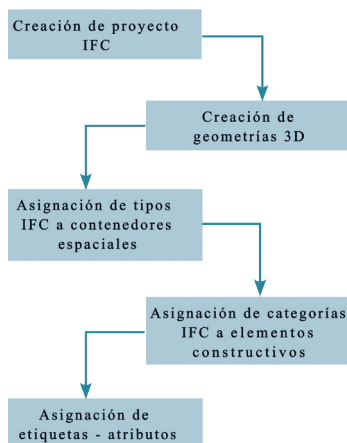 Creación de proyecto
IFC
Creación de
geometrías 3D
Asignación de tipos
IFC a contenedores
espaciales
Asignación de categorías
IFC a elementos
constructivos
Asignación de
etiquetas - atributos